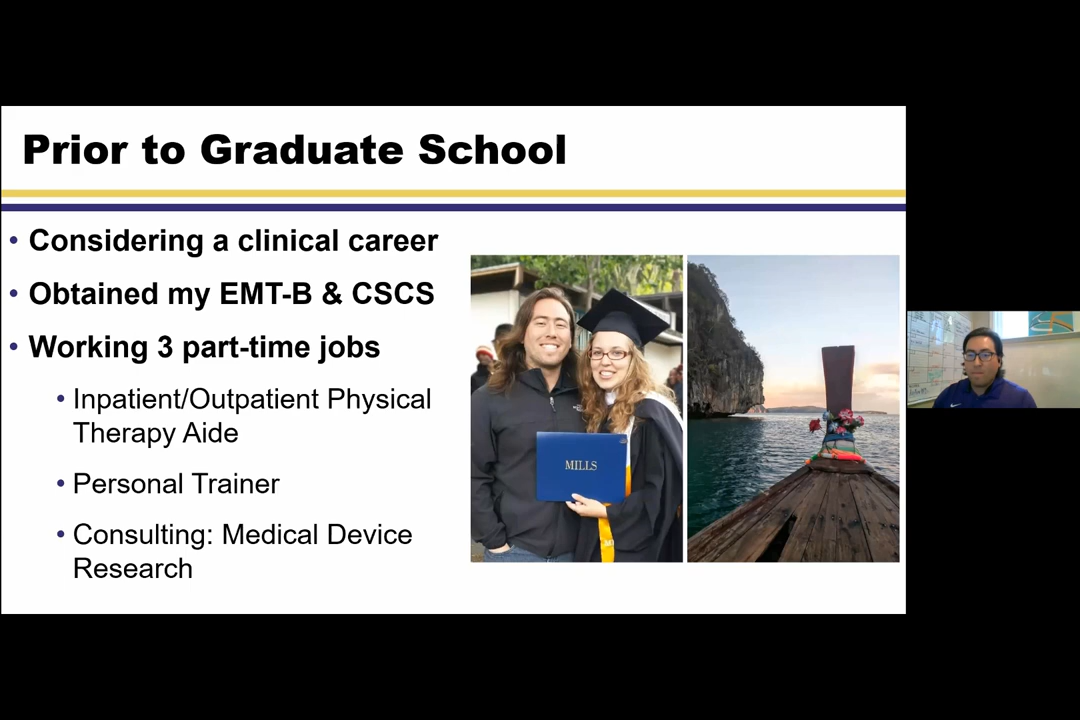 Prior to Graduate School
• Considering a clinical career
• Obtained my EMT-B & CSCS
• Working 3 part-time jobs
• Inpatient/Outpatient Physical
Therapy Aide
• Personal Trainer
• Consulting: Medical Device
Research
MILLS